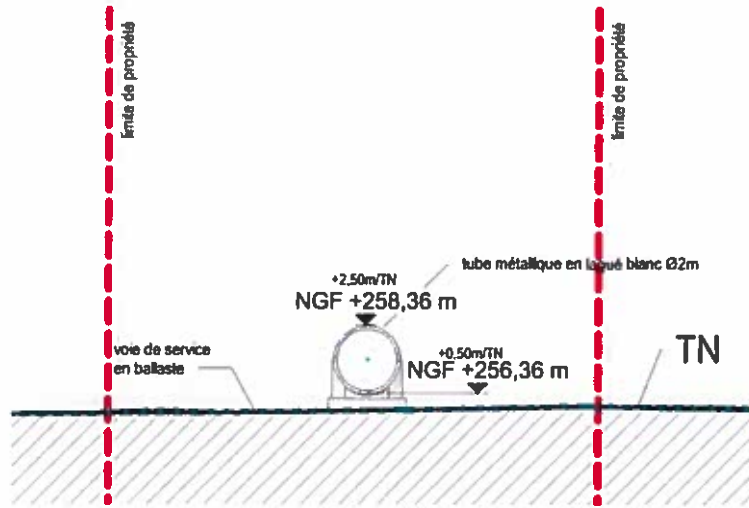 limite de propriété
limite de propriété
tube métallique en laqué blanc Ø2m
+2,50m/TN
NGF +258,36 m
voie de service
en ballaste
+0,50m/TN
NGF +256,36 m
TN